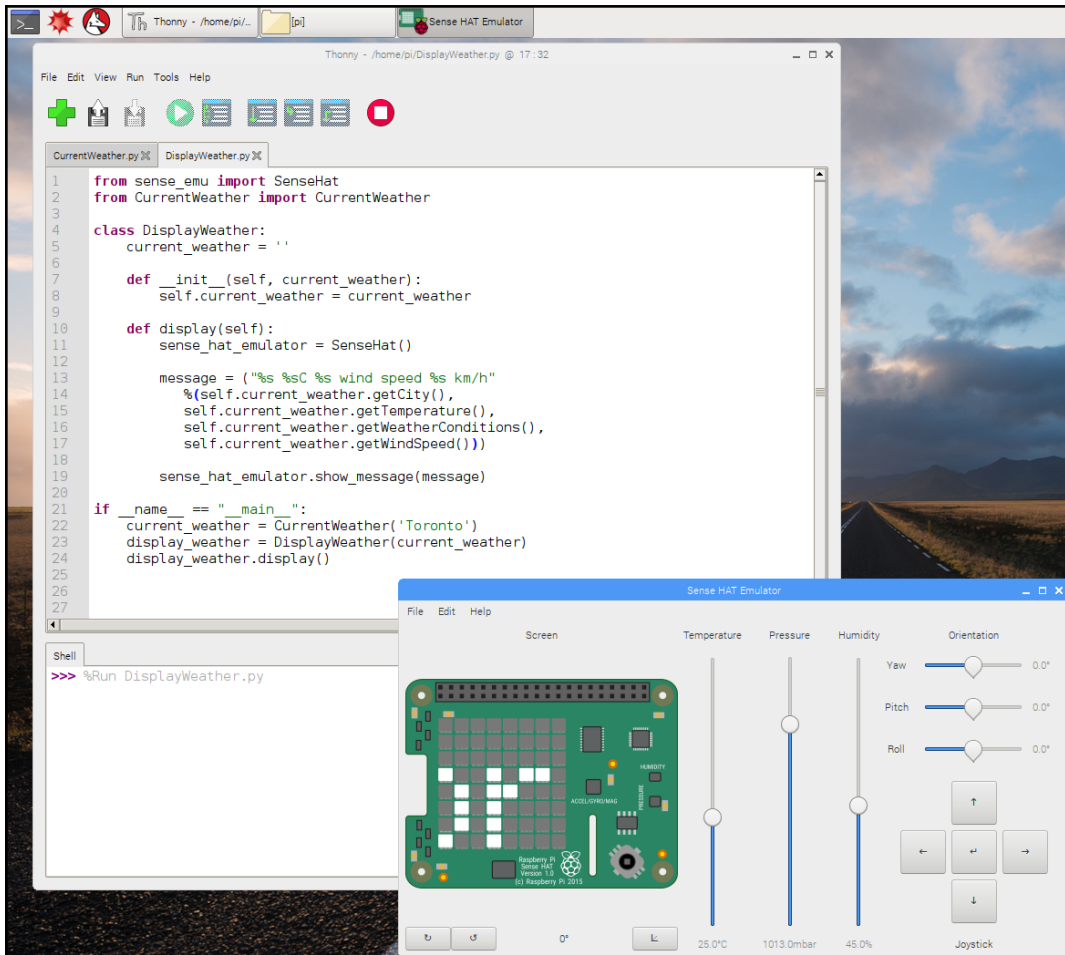 Thonny - /home/pi/...
[pi]
Sense HAT Emulator
Thonny - /home/pi/DisplayWeather.py @ 17:32
File Edit View Run Tools Help
CurrentWeather.py
DisplayWeather.py
1 from sense_emu import SenseHat
2 from CurrentWeather import CurrentWeather
3
4 class DisplayWeather:
5 current_weather = ''
6
7 def __init__(self, current_weather):
8 self.current_weather = current_weather
9
10 def display(self):
11 sense_hat_emulator = SenseHat()
12
13 message = ("%s %sC %s wind speed %s km/h"
14 %(self.current_weather.getCity(),
15 self.current_weather.getTemperature(),
16 self.current_weather.getWeatherConditions(),
17 self.current_weather.getWindSpeed()))
18
19 sense_hat_emulator.show_message(message)
20
21 if __name__ == "__main__":
22 current_weather = CurrentWeather('Toronto')
23 display_weather = DisplayWeather(current_weather)
24 display_weather.display()
25
26
27
Shell
>>> %Run DisplayWeather.py
Sense HAT Emulator
File Edit Help
Screen
Temperature
Pressure
Humidity
Orientation
Yaw 0.0°
Pitch 0.0°
Roll 0.0°
HUMIDITY
PRESSURE
ACCEL/GYRO/MAG
Raspberry Pi
Sense HAT
Version 1.0
(c) Raspberry Pi 2015
↑
← ↵ →
↓
↻ ↺ 0°
25.0°C
1013.0mbar
45.0%
Joystick